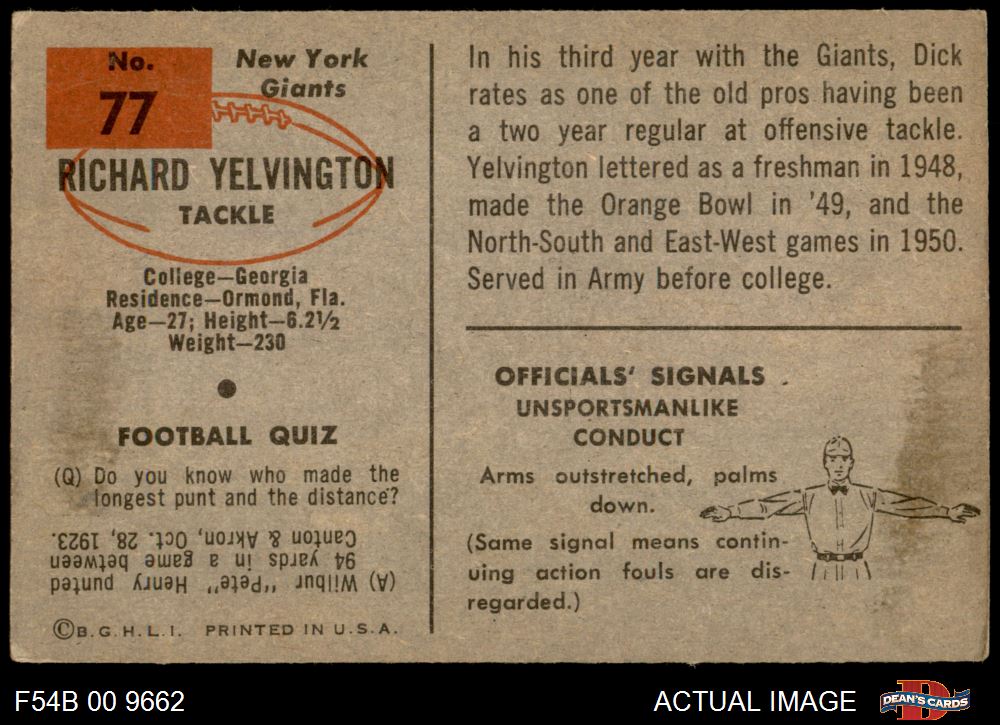 No.
77
New York
Giants
RICHARD YELVINGTON
TACKLE
College—Georgia
Residence—Ormond, Fla.
Age—27; Height—6.2½
Weight—230
FOOTBALL QUIZ
(Q) Do you know who made the
longest punt and the distance?
(A) Wilbur "Pete" Henry punted
94 yards in a game between
Canton & Akron, Oct. 28, 1923.
©B.G.H.L.I. PRINTED IN U.S.A.
In his third year with the Giants, Dick
rates as one of the old pros having been
a two year regular at offensive tackle.
Yelvington lettered as a freshman in 1948,
made the Orange Bowl in '49, and the
North-South and East-West games in 1950.
Served in Army before college.
OFFICIALS' SIGNALS
UNSPORTSMANLIKE
CONDUCT
Arms outstretched, palms
down.
(Same signal means contin-
uing action fouls are dis-
regarded.)
F54B 00 9662
ACTUAL IMAGE
DEAN'S CARDS